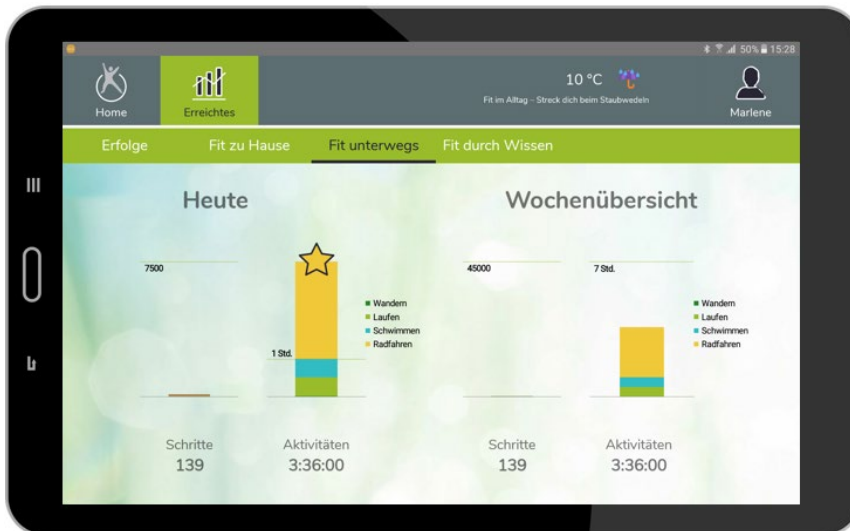 50% 15:28
Home
Erreichtes
10 °C
Fit im Alltag – Streck dich beim Staubwedeln
Marlene
Erfolge
Fit zu Hause
Fit unterwegs
Fit durch Wissen
Heute
7500
1 Std.
Wandern
Laufen
Schwimmen
Radfahren
Schritte
139
Aktivitäten
3:36:00
Wochenübersicht
45000
7 Std.
Wandern
Laufen
Schwimmen
Radfahren
Schritte
139
Aktivitäten
3:36:00